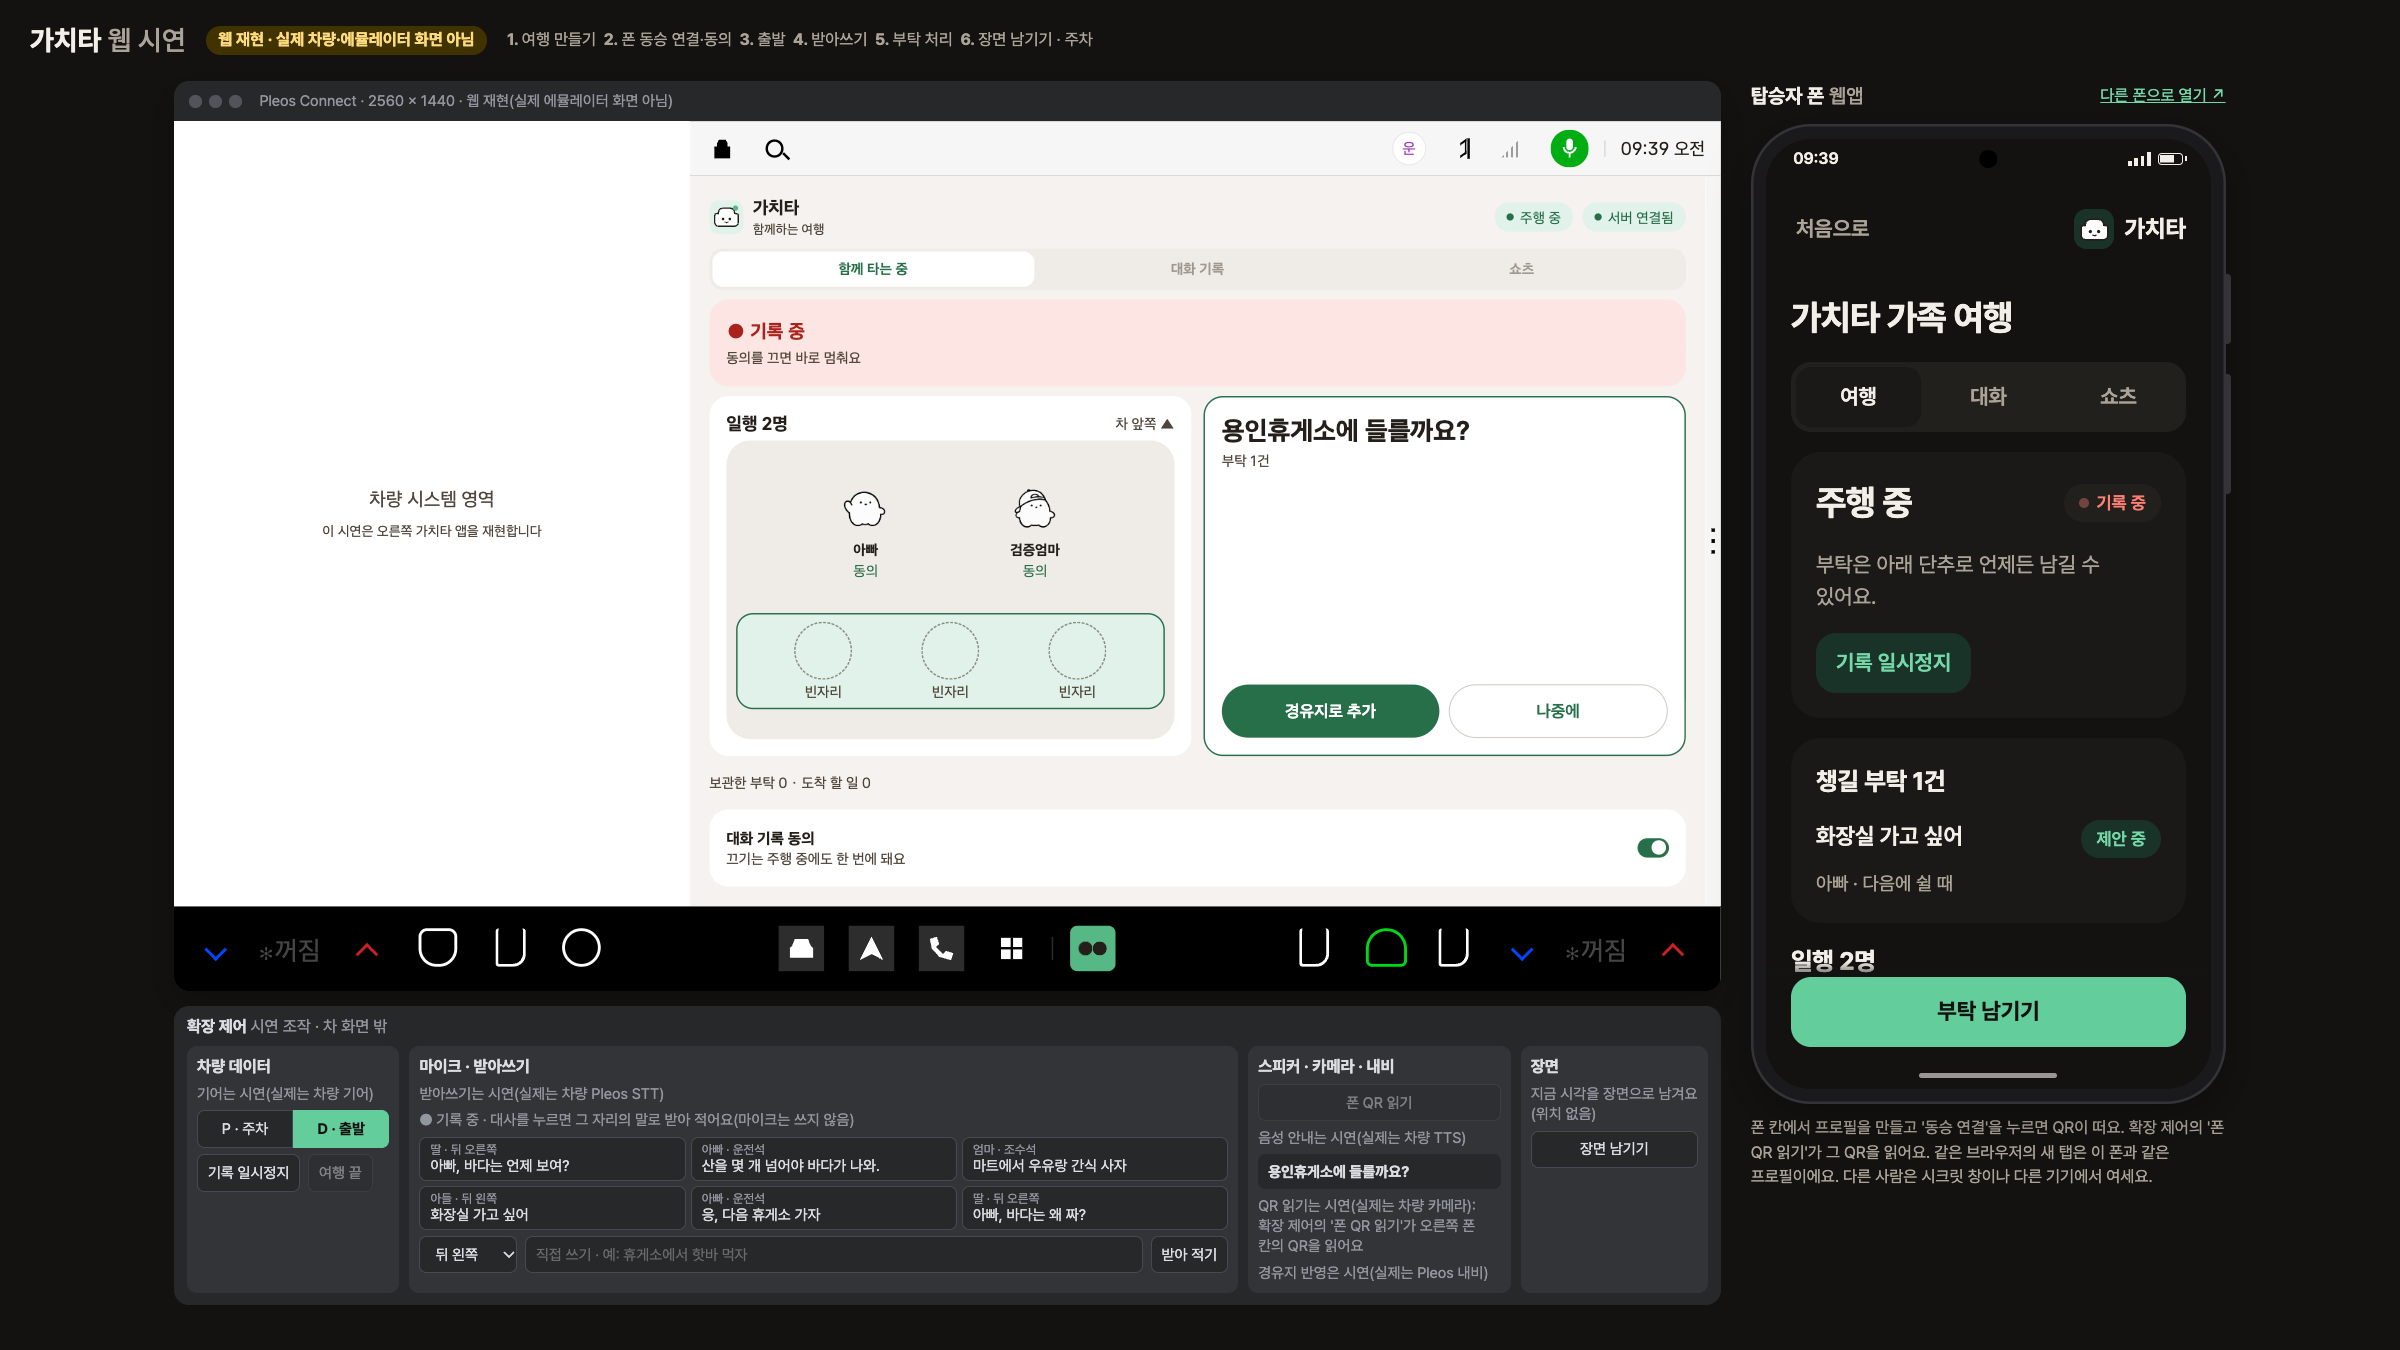 가치타 웹 시연
웹 재현 · 실제 차량·에뮬레이터 화면 아님
1. 여행 만들기 2. 폰 동승 연결·동의 3. 출발 4. 받아쓰기 5. 부탁 처리 6. 장면 남기기 · 주차
Pleos Connect · 2560 × 1440 · 웹 재현(실제 에뮬레이터 화면 아님)
차량 시스템 영역
이 시연은 오른쪽 가치타 앱을 재현합니다
운
09:39 오전
가치타
함께하는 여행
주행 중
서버 연결됨
함께 타는 중
대화 기록
쇼츠
기록 중
동의를 끄면 바로 멈춰요
일행 2명
차 앞쪽 ▲
아빠
동의
검증엄마
동의
빈자리
빈자리
빈자리
용인휴게소에 들를까요?
부탁 1건
경유지로 추가
나중에
보관한 부탁 0 · 도착 할 일 0
대화 기록 동의
끄기는 주행 중에도 한 번에 돼요
꺼짐
꺼짐
확장 제어 시연 조작 · 차 화면 밖
차량 데이터
기어는 시연(실제는 차량 기어)
P · 주차
D · 출발
기록 일시정지
여행 끝
마이크 · 받아쓰기
받아쓰기는 시연(실제는 차량 Pleos STT)
기록 중 · 대사를 누르면 그 자리의 말로 받아 적어요(마이크는 쓰지 않음)
딸 · 뒤 오른쪽
아빠, 바다는 언제 보여?
아빠 · 운전석
산을 몇 개 넘어야 바다가 나와.
엄마 · 조수석
마트에서 우유랑 간식 사자
아들 · 뒤 왼쪽
화장실 가고 싶어
아빠 · 운전석
응, 다음 휴게소 가자
딸 · 뒤 오른쪽
아빠, 바다는 왜 짜?
뒤 왼쪽
직접 쓰기 · 예: 휴게소에서 핫바 먹자
받아 적기
스피커 · 카메라 · 내비
폰 QR 읽기
음성 안내는 시연(실제는 차량 TTS)
용인휴게소에 들를까요?
QR 읽기는 시연(실제는 차량 카메라):
확장 제어의 '폰 QR 읽기'가 오른쪽 폰
칸의 QR을 읽어요
경유지 반영은 시연(실제는 Pleos 내비)
장면
지금 시각을 장면으로 남겨요
(위치 없음)
장면 남기기
탑승자 폰 웹앱
다른 폰으로 열기 ↗
09:39
처음으로
가치타
가치타 가족 여행
여행
대화
쇼츠
주행 중
기록 중
부탁은 아래 단추로 언제든 남길 수
있어요.
기록 일시정지
챙길 부탁 1건
화장실 가고 싶어
제안 중
아빠 · 다음에 쉴 때
일행 2명
부탁 남기기
폰 칸에서 프로필을 만들고 '동승 연결'을 누르면 QR이 떠요. 확장 제어의 '폰
QR 읽기'가 그 QR을 읽어요. 같은 브라우저의 새 탭은 이 폰과 같은
프로필이에요. 다른 사람은 시크릿 창이나 다른 기기에서 여세요.